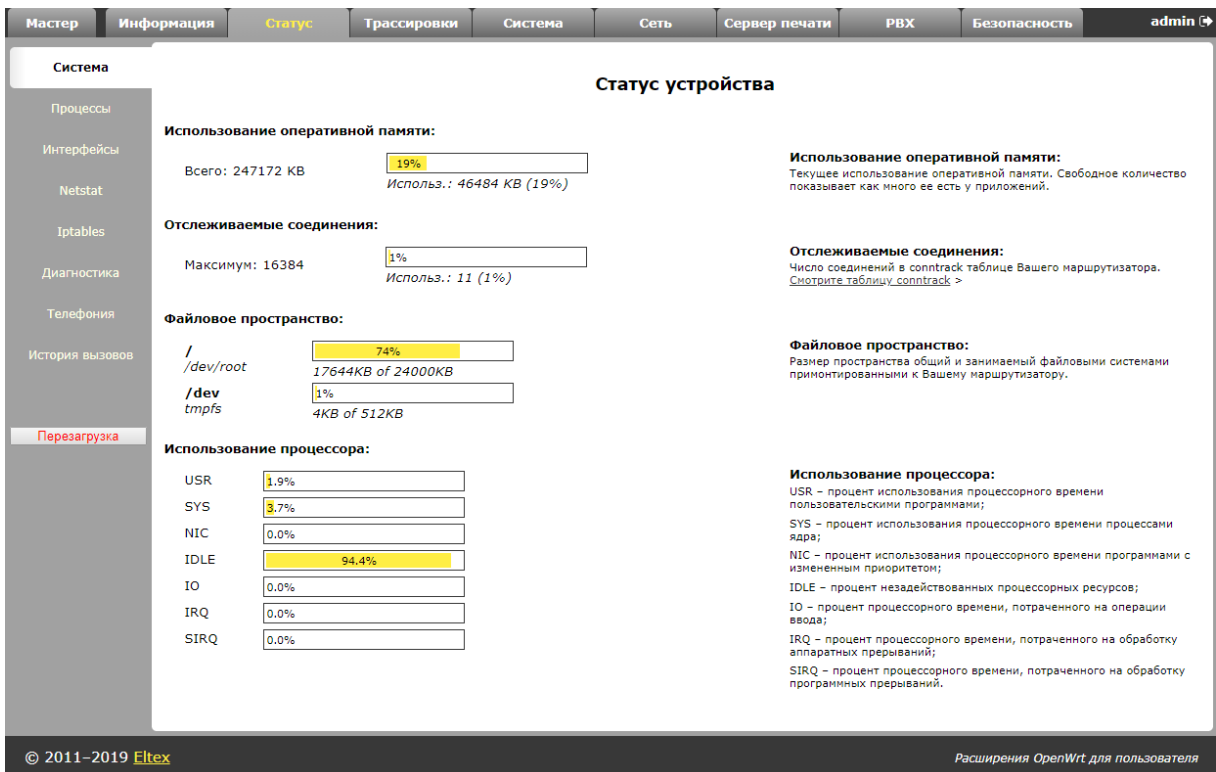 Мастер
Информация
Статус
Трассировки
Система
Сеть
Сервер печати
PBX
Безопасность
admin
Система
Процессы
Интерфейсы
Netstat
Iptables
Диагностика
Телефония
История вызовов
Перезагрузка
Статус устройства
Использование оперативной памяти:
Всего: 247172 KB
19%
Использ.: 46484 KB (19%)
Использование оперативной памяти:
Текущее использование оперативной памяти. Свободное количество
показывает как много ее есть у приложений.
Отслеживаемые соединения:
Максимум: 16384
1%
Использ.: 11 (1%)
Отслеживаемые соединения:
Число соединений в conntrack таблице Вашего маршрутизатора.
Смотрите таблицу conntrack >
Файловое пространство:
/
/dev/root
74%
17644KB of 24000KB
/dev
tmpfs
1%
4KB of 512KB
Файловое пространство:
Размер пространства общий и занимаемый файловыми системами
примонтированными к Вашему маршрутизатору.
Использование процессора:
USR 1.9%
SYS 3.7%
NIC 0.0%
IDLE 94.4%
IO 0.0%
IRQ 0.0%
SIRQ 0.0%
Использование процессора:
USR – процент использования процессорного времени
пользовательскими программами;
SYS – процент использования процессорного времени процессами
ядра;
NIC – процент использования процессорного времени программами с
измененным приоритетом;
IDLE – процент незадействованных процессорных ресурсов;
IO – процент процессорного времени, потраченного на операции
ввода;
IRQ – процент процессорного времени, потраченного на обработку
аппаратных прерываний;
SIRQ – процент процессорного времени, потраченного на обработку
программных прерываний.
© 2011–2019 Eltex
Расширения OpenWrt для пользователя